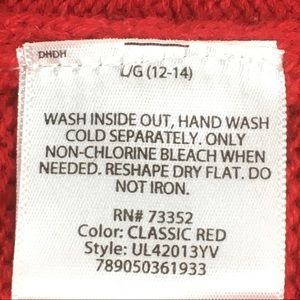 DHDH
L/G (12-14)
WASH INSIDE OUT, HAND WASH
COLD SEPARATELY. ONLY
NON-CHLORINE BLEACH WHEN
NEEDED. RESHAPE DRY FLAT. DO
NOT IRON.
RN# 73352
Color: CLASSIC RED
Style: UL42013YV
789050361933